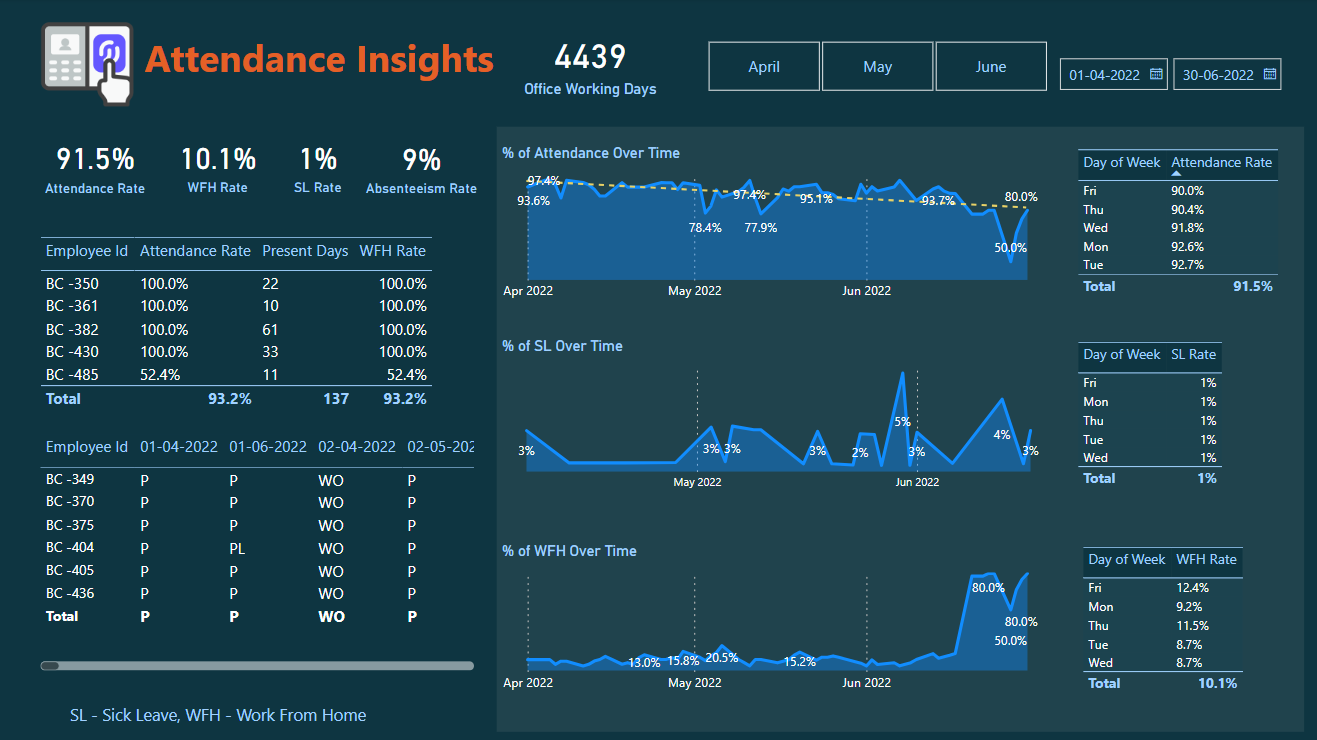 Attendance Insights
4439
Office Working Days
April May June
01-04-2022 30-06-2022
91.5% 10.1% 1% 9%
Attendance Rate WFH Rate SL Rate Absenteeism Rate
Employee Id Attendance Rate Present Days WFH Rate
BC -350 100.0% 22 100.0%
BC -361 100.0% 10 100.0%
BC -382 100.0% 61 100.0%
BC -430 100.0% 33 100.0%
BC -485 52.4% 11 52.4%
Total 93.2% 137 93.2%
Employee Id 01-04-2022 01-06-2022 02-04-2022 02-05-202
BC -349 P P WO P
BC -370 P P WO P
BC -375 P P WO P
BC -404 P PL WO P
BC -405 P P WO P
BC -436 P P WO P
Total P P WO P
SL - Sick Leave, WFH - Work From Home
% of Attendance Over Time
97.4%
93.6%
78.4%
97.4%
77.9%
95.1%
93.7%
80.0%
50.0%
Apr 2022 May 2022 Jun 2022
Day of Week Attendance Rate
Fri 90.0%
Thu 90.4%
Wed 91.8%
Mon 92.6%
Tue 92.7%
Total 91.5%
% of SL Over Time
3% 3% 3% 3% 2% 5% 3% 4% 3%
May 2022 Jun 2022
Day of Week SL Rate
Fri 1%
Mon 1%
Thu 1%
Tue 1%
Wed 1%
Total 1%
% of WFH Over Time
13.0% 15.8% 20.5% 15.2% 80.0%
80.0%
50.0%
Apr 2022 May 2022 Jun 2022
Day of Week WFH Rate
Fri 12.4%
Mon 9.2%
Thu 11.5%
Tue 8.7%
Wed 8.7%
Total 10.1%